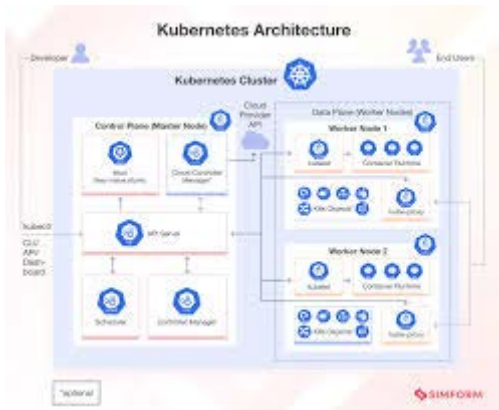 Kubernetes Architecture
Developer
End Users
Kubernetes Cluster
Cloud
Provider
API
Data Plane (Worker Nodes)
Control Plane (Master Node)
Worker Node 1
kubelet
Container Runtime
Cloud Controller
Manager*
kube-proxy
API Server
kubectl
CLI/
API/
Dash-
board
Worker Node 2
kubelet
Container Runtime
Scheduler
Controller Manager
kube-proxy
*optional
SIMFORM